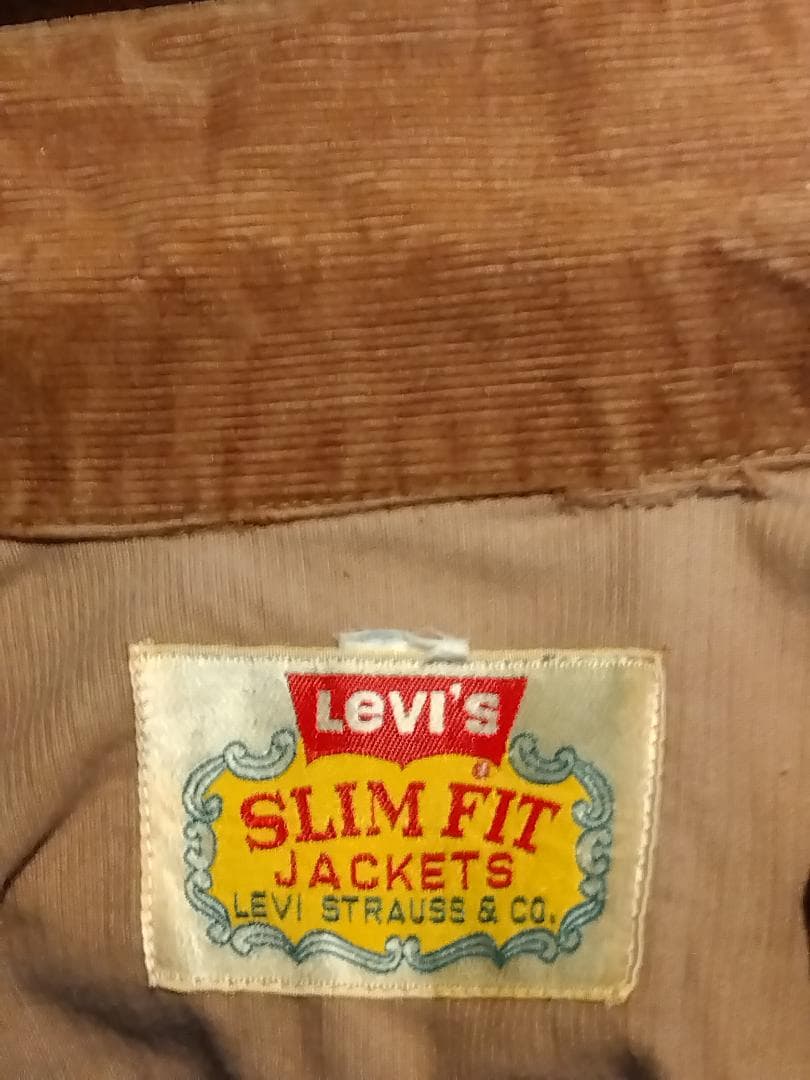 LeVI'S
®
SLIM FIT
JACKETS
LEVI STRAUSS & CO.